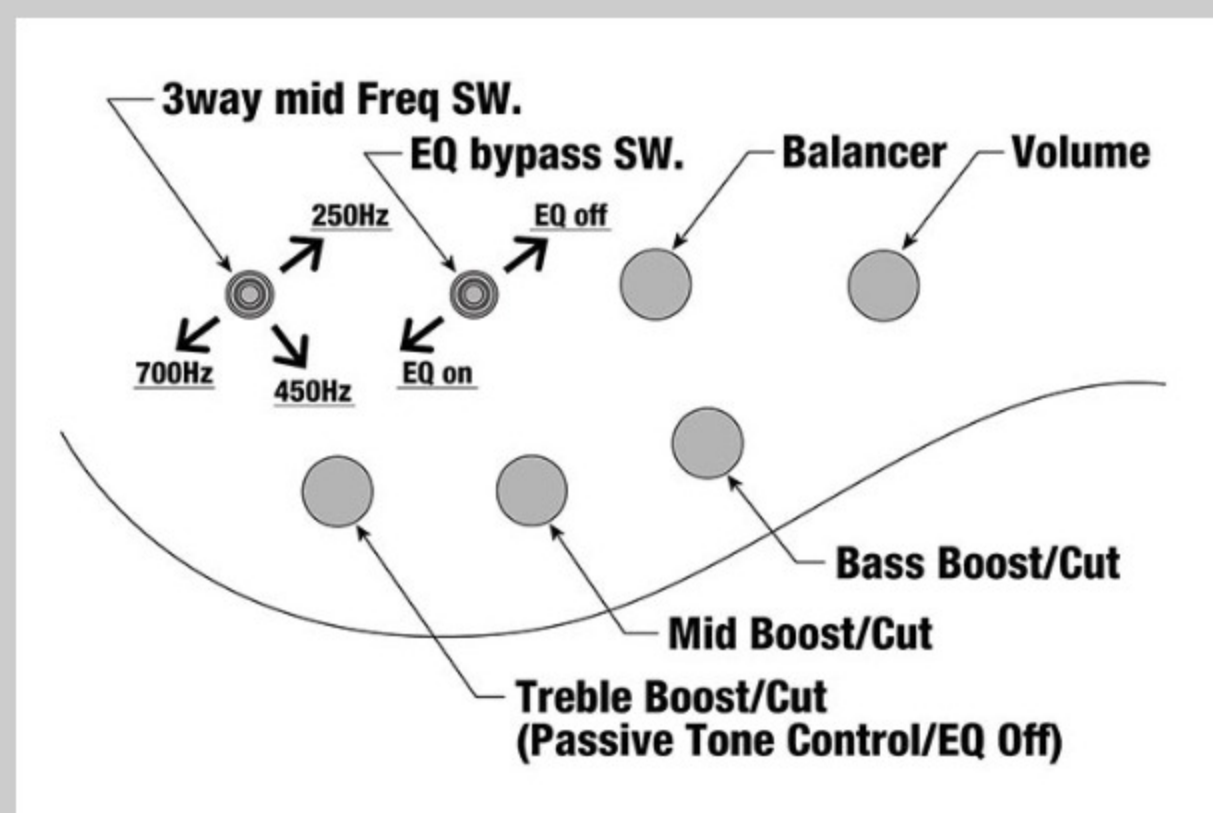 3way mid Freq SW.
EQ bypass SW.
Balancer
Volume
250Hz
EQ off
700Hz
450Hz
EQ on
Bass Boost/Cut
Mid Boost/Cut
Treble Boost/Cut
(Passive Tone Control/EQ Off)